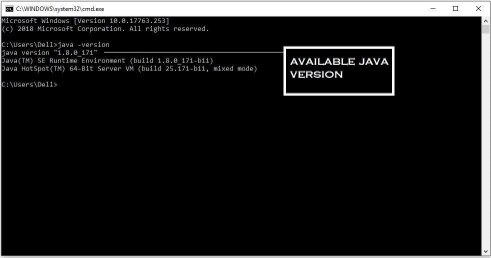 C:\WINDOWS\system32\cmd.exe
Microsoft Windows [Version 10.0.17763.253]
(c) 2018 Microsoft Corporation. All rights reserved.
C:\Users\Dell>java -version
java version "1.8.0_171"
Java(TM) SE Runtime Environment (build 1.8.0_171-b11)
Java HotSpot(TM) 64-Bit Server VM (build 25.171-b11, mixed mode)
C:\Users\Dell>
AVAILABLE JAVA
VERSION